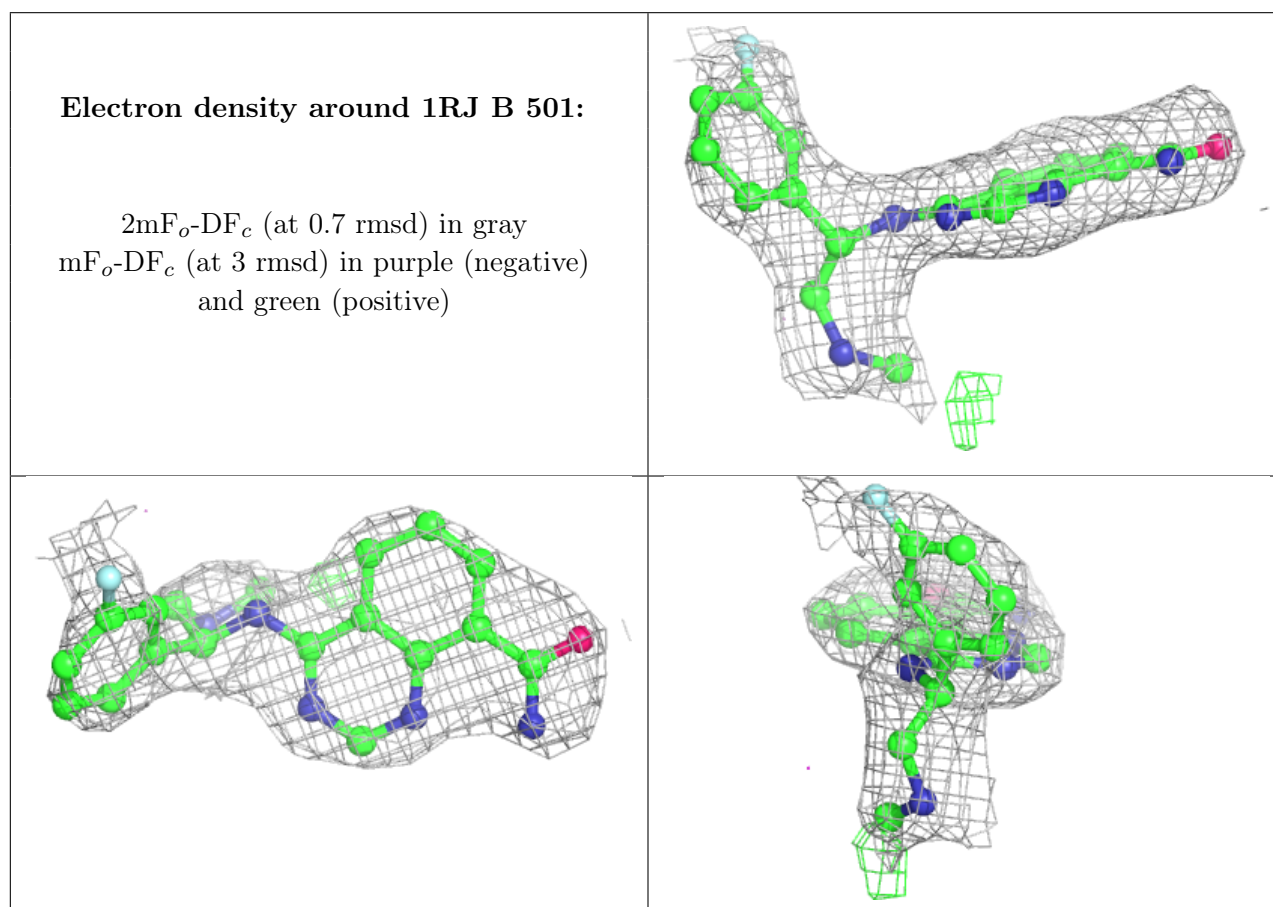 Electron density around 1RJ B 501:
2mFo-DFc (at 0.7 rmsd) in gray
mFo-DFc (at 3 rmsd) in purple (negative)
and green (positive)